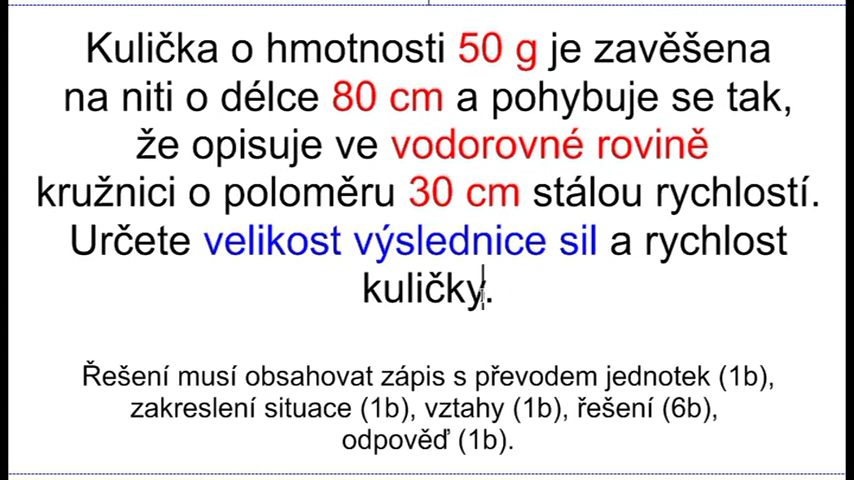 Kulička o hmotnosti 50 g je zavěšena
na niti o délce 80 cm a pohybuje se tak,
že opisuje ve vodorovné rovině
kružnici o poloměru 30 cm stálou rychlostí.
Určete velikost výslednice sil a rychlost
kuličky.
Řešení musí obsahovat zápis s převodem jednotek (1b),
zakreslení situace (1b), vztahy (1b), řešení (6b),
odpověď (1b).